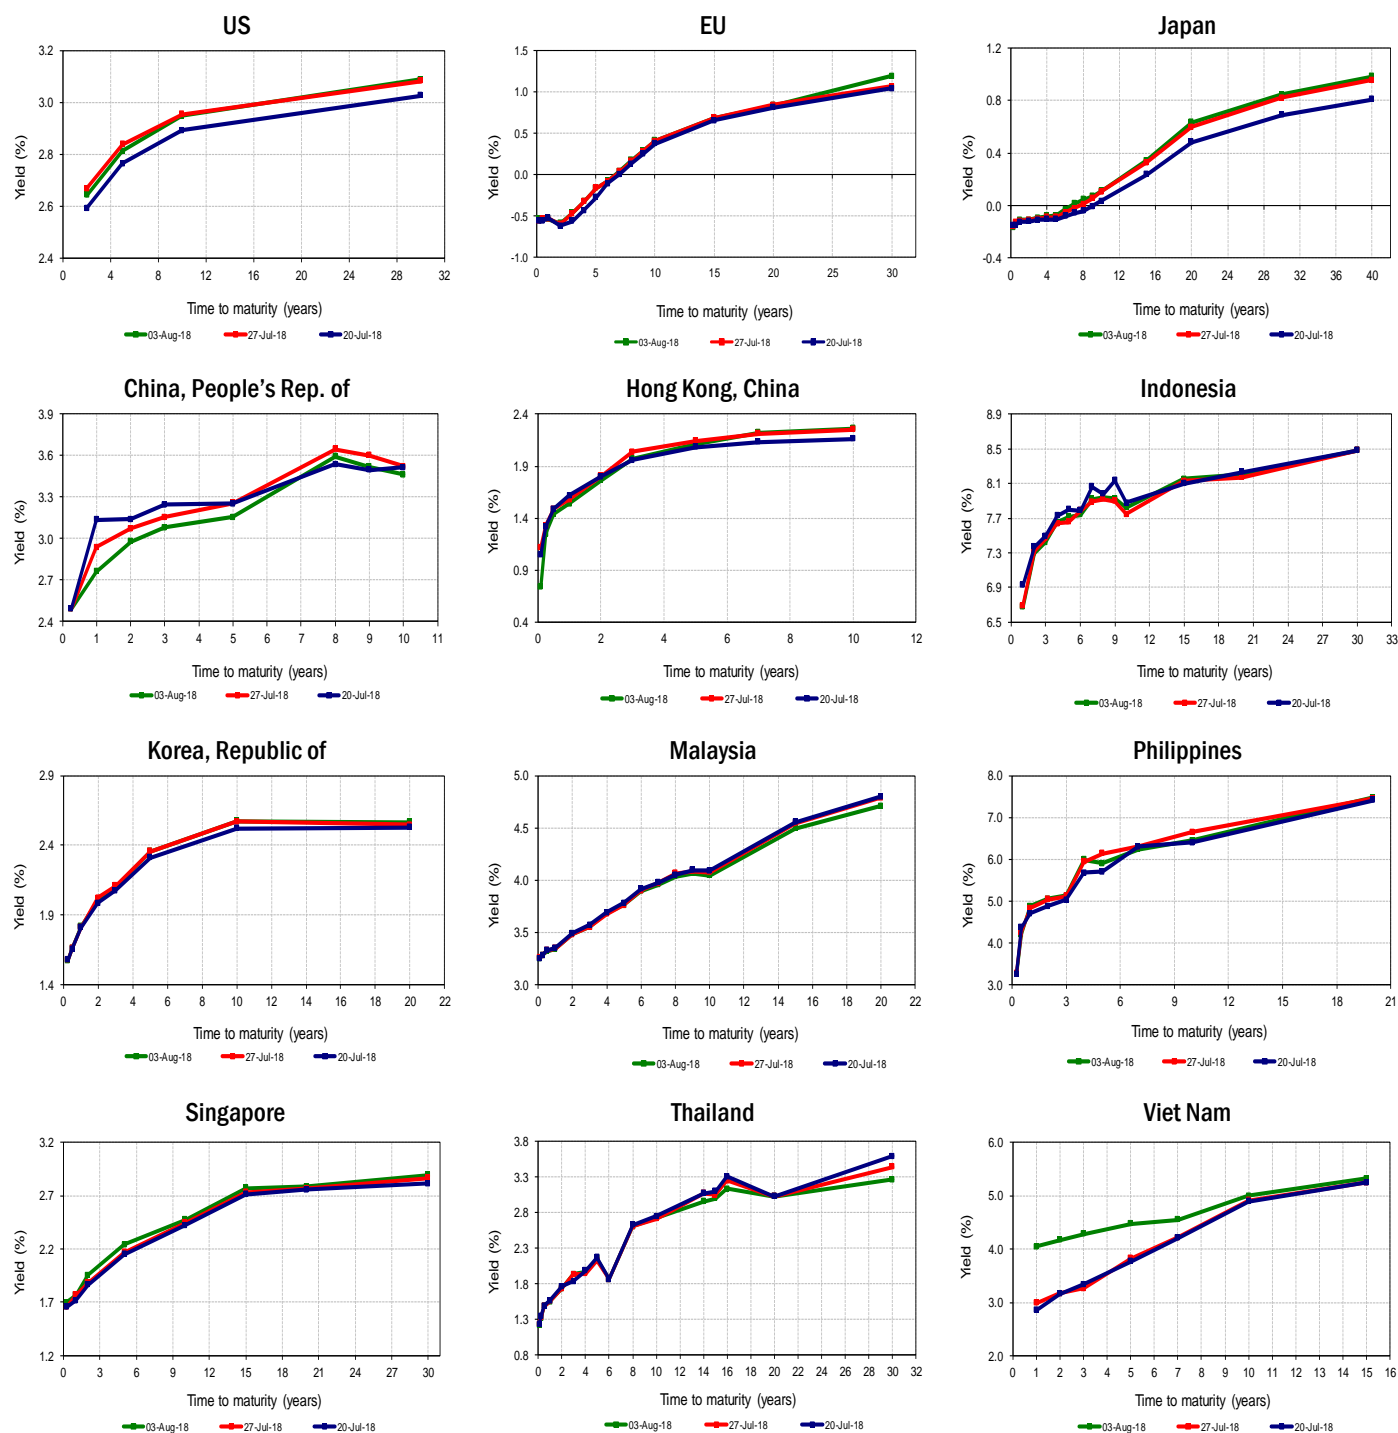 US
3.2
3.0
2.8
2.6
2.4
Yield (%)
0 4 8 12 16 20 24 28 32
Time to maturity (years)
03-Aug-18 27-Jul-18 20-Jul-18
EU
1.5
1.0
0.5
0.0
-0.5
-1.0
Yield (%)
0 5 10 15 20 25 30
Time to maturity (years)
03-Aug-18 27-Jul-18 20-Jul-18
Japan
1.2
0.8
0.4
0.0
-0.4
Yield (%)
0 4 8 12 16 20 24 28 32 36 40
Time to maturity (years)
03-Aug-18 27-Jul-18 20-Jul-18
China, People's Rep. of
3.9
3.6
3.3
3.0
2.7
2.4
Yield (%)
0 1 2 3 4 5 6 7 8 9 10 11
Time to maturity (years)
03-Aug-18 27-Jul-18 20-Jul-18
Hong Kong, China
2.4
1.9
1.4
0.9
0.4
Yield (%)
0 2 4 6 8 10 12
Time to maturity (years)
03-Aug-18 27-Jul-18 20-Jul-18
Indonesia
8.9
8.5
8.1
7.7
7.3
6.9
6.5
Yield (%)
0 3 6 9 12 15 18 21 24 27 30 33
Time to maturity (years)
03-Aug-18 27-Jul-18 20-Jul-18
Korea, Republic of
2.9
2.4
1.9
1.4
Yield (%)
0 2 4 6 8 10 12 14 16 18 20 22
Time to maturity (years)
03-Aug-18 27-Jul-18 20-Jul-18
Malaysia
5.0
4.5
4.0
3.5
3.0
Yield (%)
0 2 4 6 8 10 12 14 16 18 20 22
Time to maturity (years)
03-Aug-18 27-Jul-18 20-Jul-18
Philippines
8.0
7.0
6.0
5.0
4.0
3.0
Yield (%)
0 3 6 9 12 15 18 21
Time to maturity (years)
03-Aug-18 27-Jul-18 20-Jul-18
Singapore
3.2
2.7
2.2
1.7
1.2
Yield (%)
0 3 6 9 12 15 18 21 24 27 30
Time to maturity (years)
03-Aug-18 27-Jul-18 20-Jul-18
Thailand
3.8
3.3
2.8
2.3
1.8
1.3
0.8
Yield (%)
0 2 4 6 8 10 12 14 16 18 20 22 24 26 28 30 32
Time to maturity (years)
03-Aug-18 27-Jul-18 20-Jul-18
Viet Nam
6.0
5.0
4.0
3.0
2.0
Yield (%)
0 1 2 3 4 5 6 7 8 9 10 11 12 13 14 15 16
Time to maturity (years)
03-Aug-18 27-Jul-18 20-Jul-18